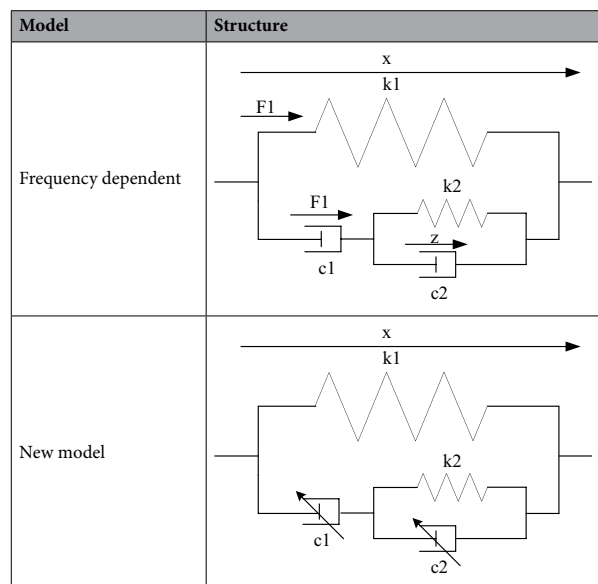 Model Structure
x
k1
F1
Frequency dependent
k2
F1
z
c1
c2
x
k1
New model
k2
c1
c2